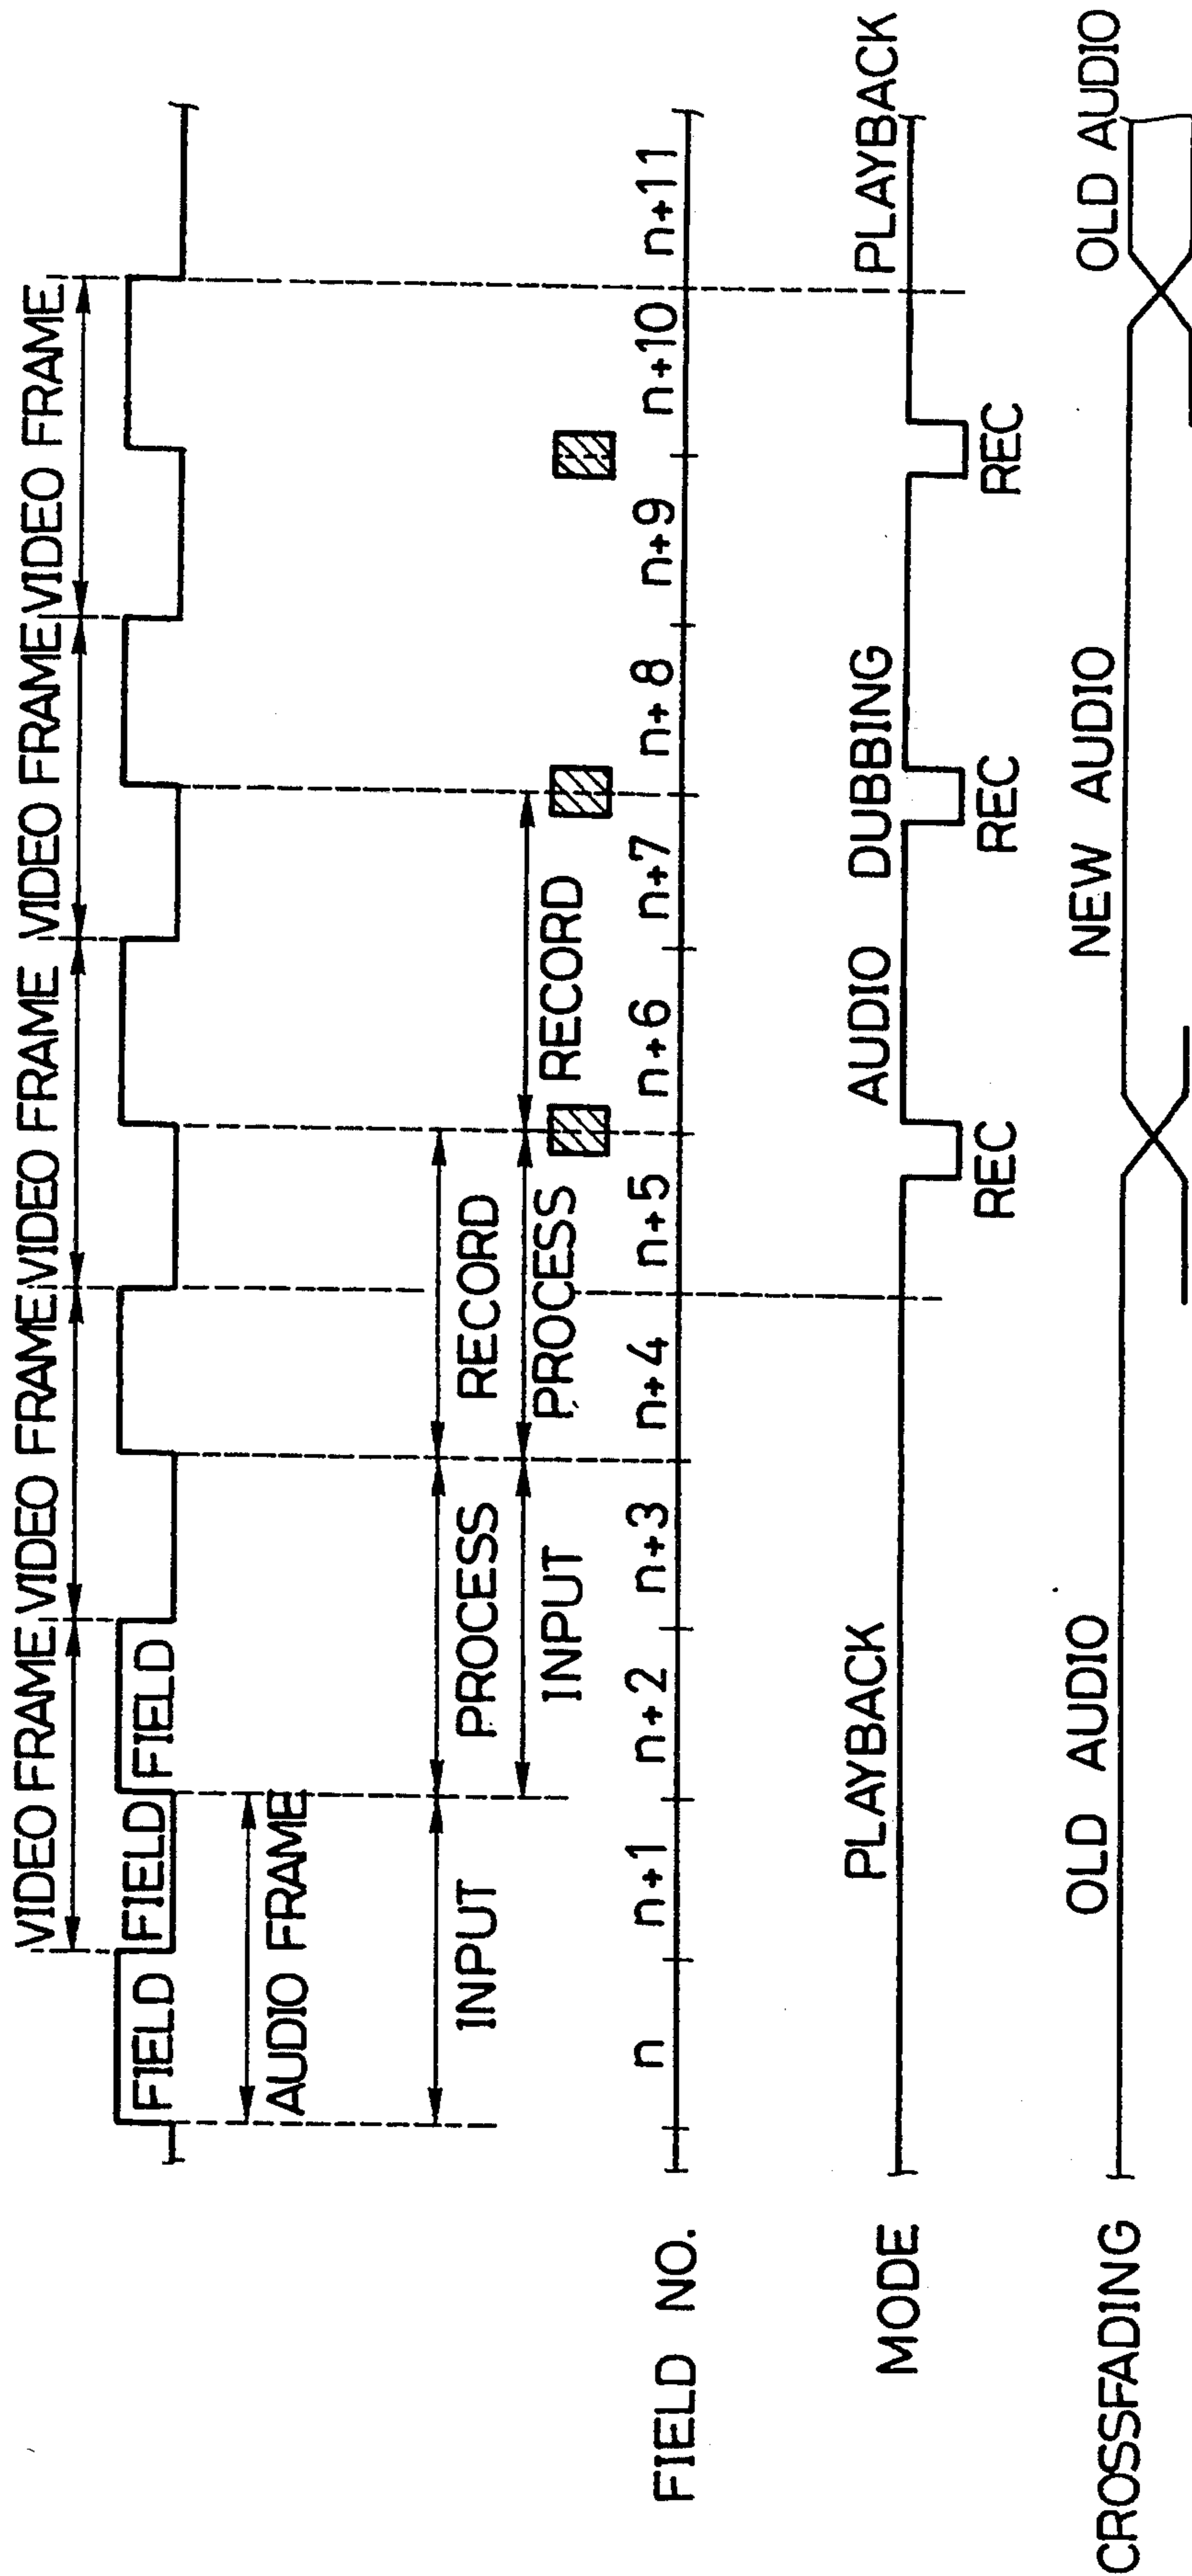 VIDEO FRAME VIDEO FRAME VIDEO FRAME VIDEO FRAME VIDEO FRAME
FIELD FIELD FIELD
AUDIO FRAME
INPUT PROCESS RECORD
INPUT PROCESS RECORD
FIELD NO. n n+1 n+2 n+3 n+4 n+5 n+6 n+7 n+8 n+9 n+10 n+11
MODE PLAYBACK AUDIO DUBBING PLAYBACK
REC REC REC
CROSSFADING OLD AUDIO NEW AUDIO OLD AUDIO